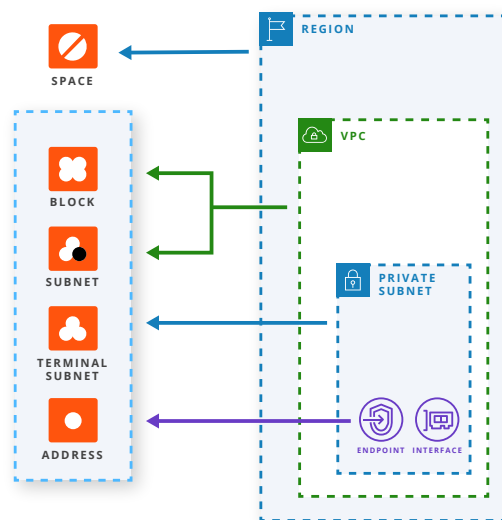 REGION
SPACE
VPC
BLOCK
SUBNET
PRIVATE
SUBNET
TERMINAL
SUBNET
ADDRESS
ENDPOINT
INTERFACE